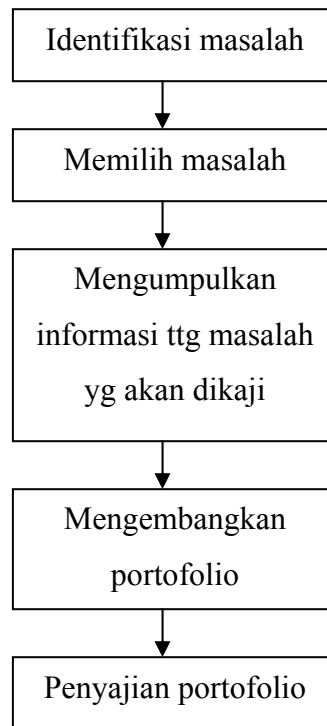 Identifikasi masalah
Memilih masalah
Mengumpulkan
informasi ttg masalah
yg akan dikaji
Mengembangkan
portofolio
Penyajian portofolio